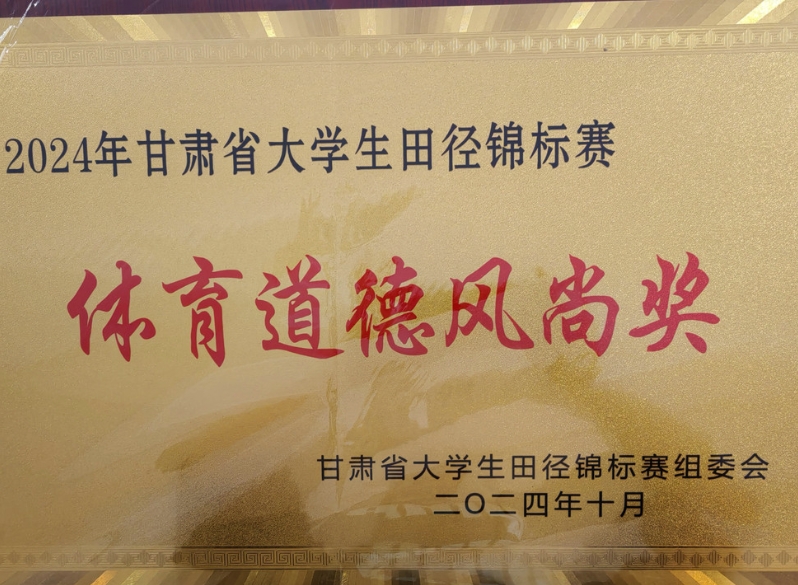 2024年甘肃省大学生田径锦标赛
体育道德风尚奖
甘肃省大学生田径锦标赛组委会
二〇二四年十月